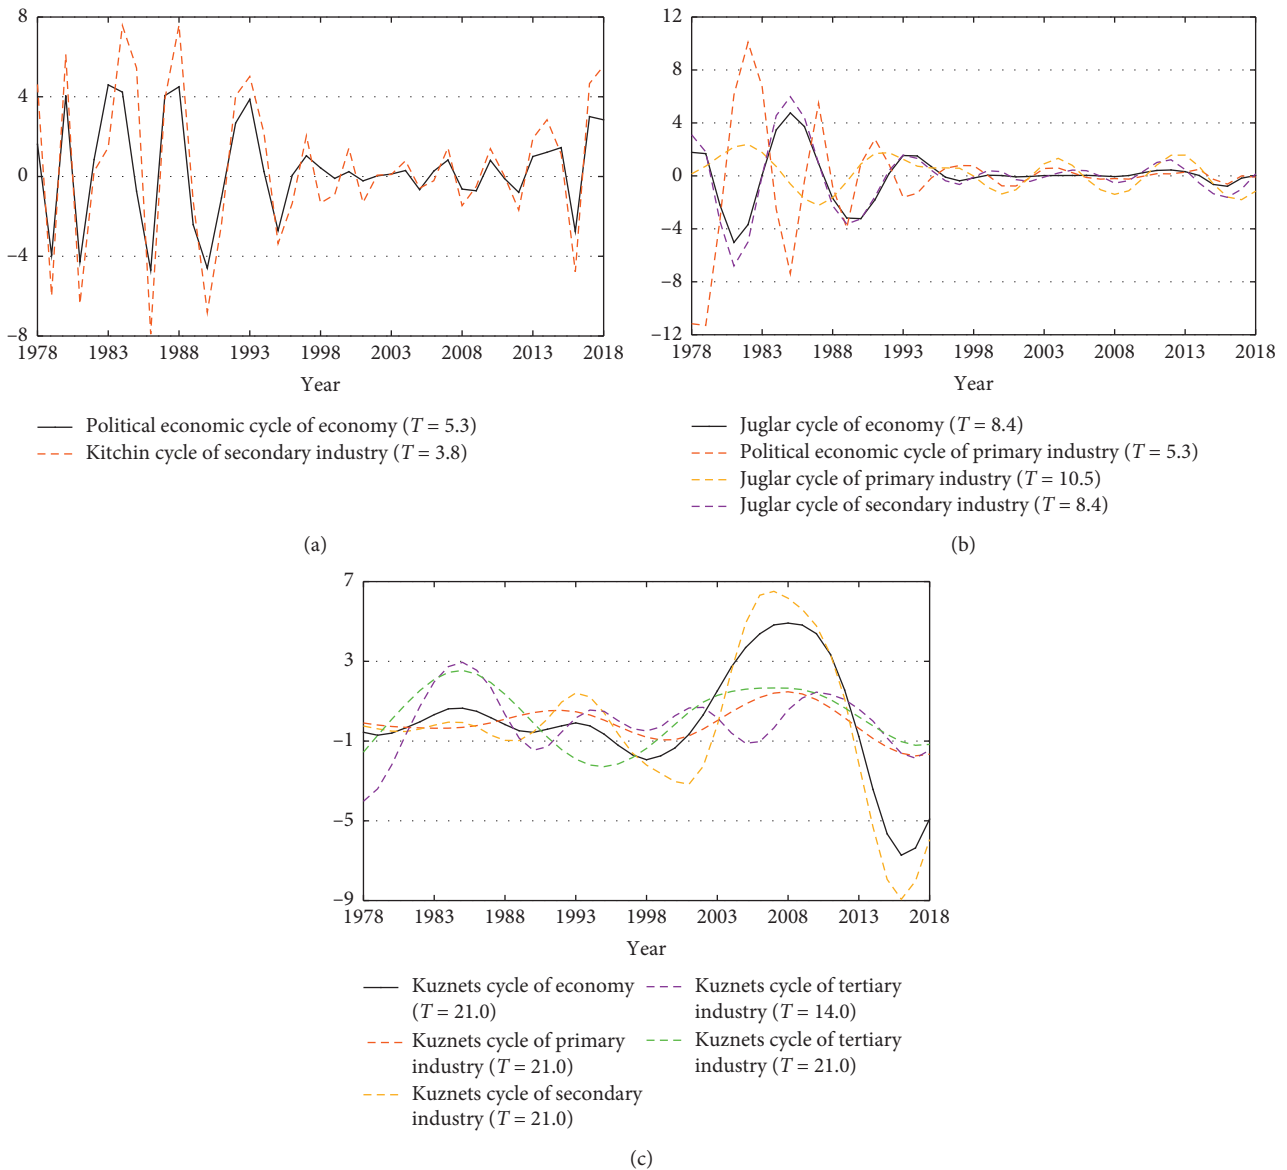 8
4
0
−4
−8
1978 1983 1988 1993 1998 2003 2008 2013 2018
Year
Political economic cycle of economy (T = 5.3)
Kitchin cycle of secondary industry (T = 3.8)
(a)
12
8
4
0
−4
−8
−12
1978 1983 1988 1993 1998 2003 2008 2013 2018
Year
Juglar cycle of economy (T = 8.4)
Political economic cycle of primary industry (T = 5.3)
Juglar cycle of primary industry (T = 10.5)
Juglar cycle of secondary industry (T = 8.4)
(b)
7
3
−1
−5
−9
1978 1983 1988 1993 1998 2003 2008 2013 2018
Year
Kuznets cycle of economy
(T = 21.0)
Kuznets cycle of primary
industry (T = 21.0)
Kuznets cycle of secondary
industry (T = 21.0)
Kuznets cycle of tertiary
industry (T = 14.0)
Kuznets cycle of tertiary
industry (T = 21.0)
(c)